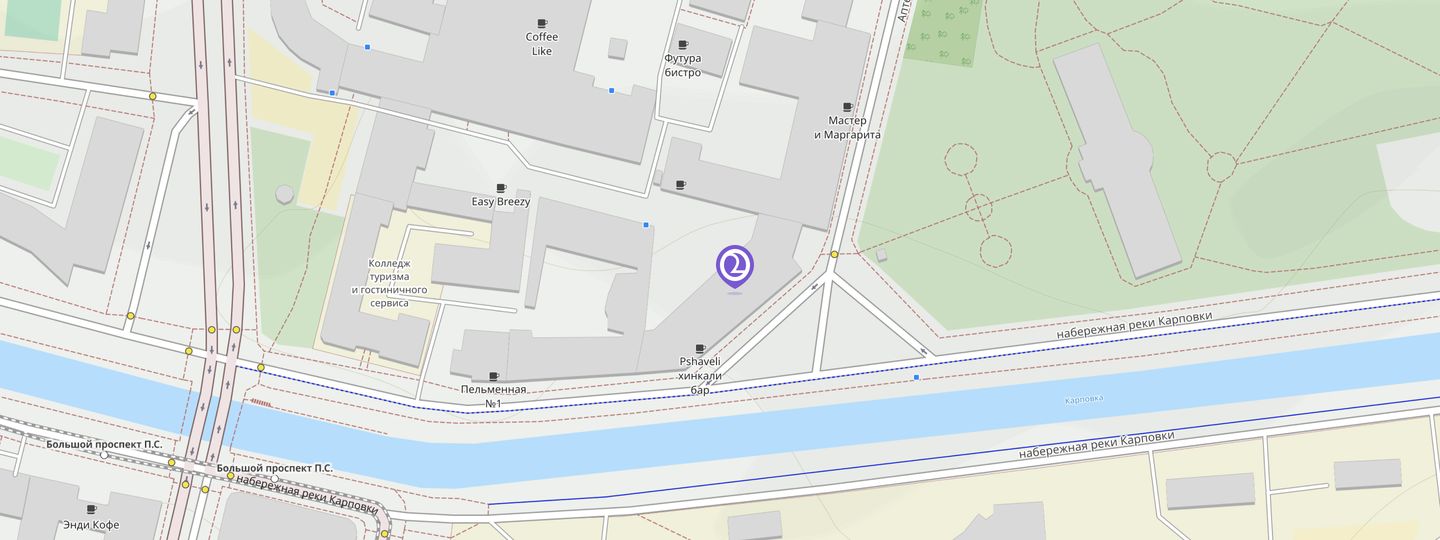 Coffee
Like
Футура
бистро
Мастер
и Маргарита
Easy Breezy
Колледж
туризма
и гостиничного
сервиса
2
Pshaveli
хинкали
бар
Пельменная
№1
набережная реки Карповки
Карповка
набережная реки Карповки
Большой проспект П.С.
Большой проспект П.С.
набережная реки Карповки
Энди Кофе